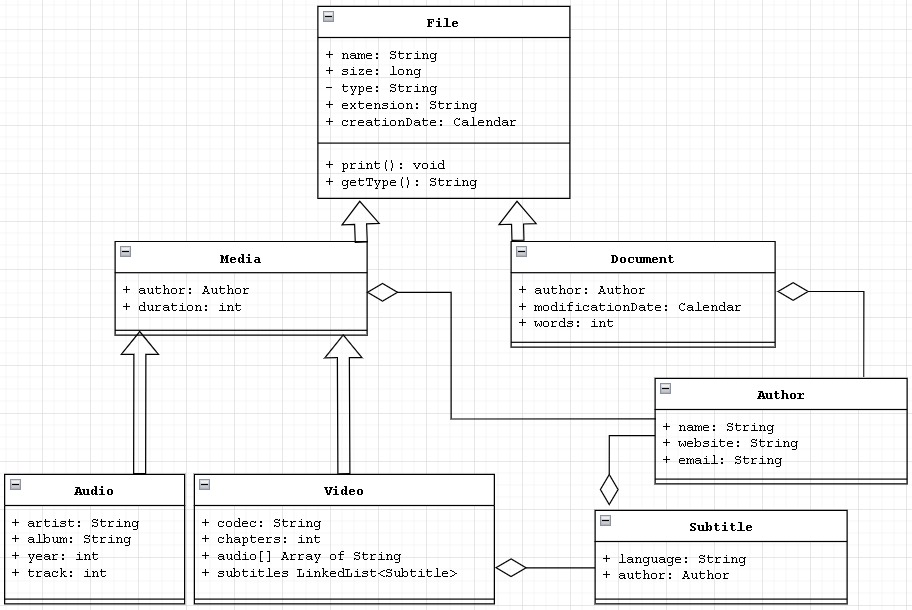 File
+ name: String
+ size: long
- type: String
+ extension: String
+ creationDate: Calendar
+ print(): void
+ getType(): String
Media
+ author: Author
+ duration: int
Document
+ author: Author
+ modificationDate: Calendar
+ words: int
Author
+ name: String
+ website: String
+ email: String
Audio
+ artist: String
+ album: String
+ year: int
+ track: int
Video
+ codec: String
+ chapters: int
+ audio[] Array of String
+ subtitles LinkedList<Subtitle>
Subtitle
+ language: String
+ author: Author